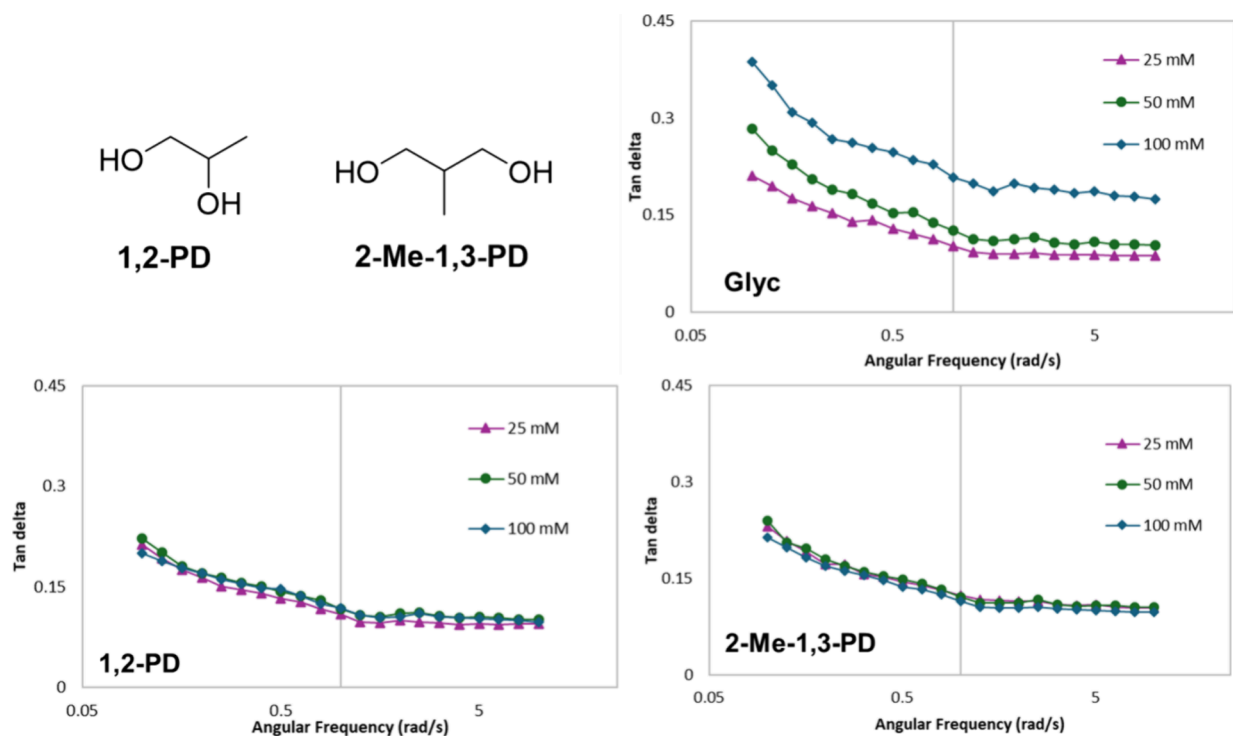 HO
OH
1,2-PD
HO
OH
2-Me-1,3-PD
0.45
0.3
0.15
0
Tan delta
25 mM
50 mM
100 mM
Glyc
0.05
0.5
5
Angular Frequency (rad/s)
0.45
0.3
0.15
0
Tan delta
25 mM
50 mM
100 mM
1,2-PD
0.05
0.5
5
Angular Frequency (rad/s)
0.45
0.3
0.15
0
Tan delta
25 mM
50 mM
100 mM
2-Me-1,3-PD
0.05
0.5
5
Angular Frequency (rad/s)